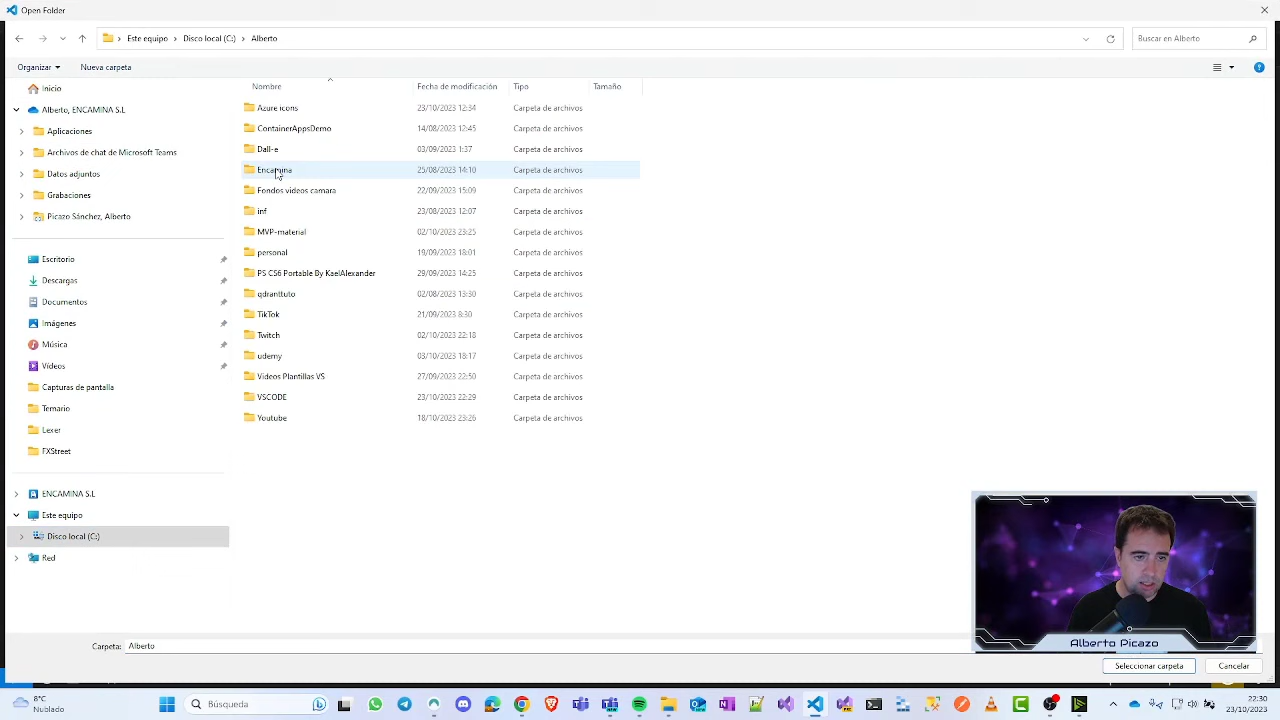 Open Folder
Este equipo > Disco local (C:) > Alberto
Buscar en Alberto
Organizar
Nueva carpeta
Nombre
Fecha de modificación
Tipo
Tamaño
Inicio
Alberto, ENCAMINA S.L
Aplicaciones
Archivos de chat de Microsoft Teams
Datos adjuntos
Grabaciones
Picazo Sánchez, Alberto
Escritorio
Descargas
Documentos
Imágenes
Música
Vídeos
Capturas de pantalla
Temario
Lexer
FXStreet
ENCAMINA S.L
Este equipo
Disco local (C:)
Red
Azure icons 23/10/2023 12:34 Carpeta de archivos
ContainerAppsDemo 14/08/2023 12:45 Carpeta de archivos
Dall-e 03/09/2023 1:37 Carpeta de archivos
Encamina 25/08/2023 14:10 Carpeta de archivos
Fondos videos camara 22/09/2023 15:09 Carpeta de archivos
inf 23/08/2023 12:07 Carpeta de archivos
MVP-material 02/10/2023 23:25 Carpeta de archivos
personal 19/09/2023 18:01 Carpeta de archivos
PS CS6 Portable By KaelAlexander 29/09/2023 14:25 Carpeta de archivos
qdranttuto 02/08/2023 13:30 Carpeta de archivos
TikTok 21/09/2023 8:30 Carpeta de archivos
Twitch 02/10/2023 22:18 Carpeta de archivos
udemy 03/10/2023 18:17 Carpeta de archivos
Videos Plantillas VS 27/09/2023 22:50 Carpeta de archivos
VSCODE 23/10/2023 22:29 Carpeta de archivos
Youtube 18/10/2023 23:26 Carpeta de archivos
Alberto Picazo
Carpeta: Alberto
Seleccionar carpeta
Cancelar
8°C
Nublado
Búsqueda
22:30
23/10/2023